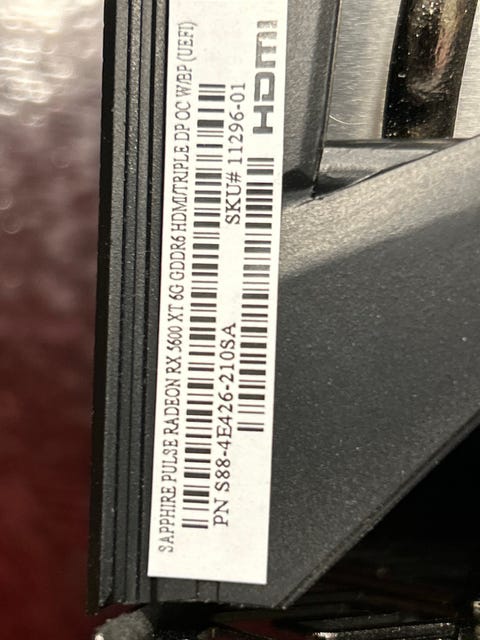 SAPPHIRE PULSE RADEON RX 5600 XT 6G GDDR6 HDMI/TRIPLE DP OC W/BP (UEFI)
PN S88-4E426-210SA SKU# 11296-01
HDMI